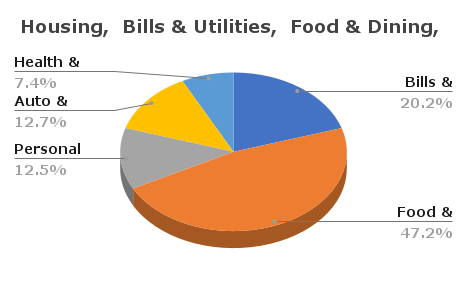 Housing,  Bills & Utilities,  Food & Dining,
Health &
7.4%
Auto &
12.7%
Personal
12.5%
Bills &
20.2%
Food &
47.2%